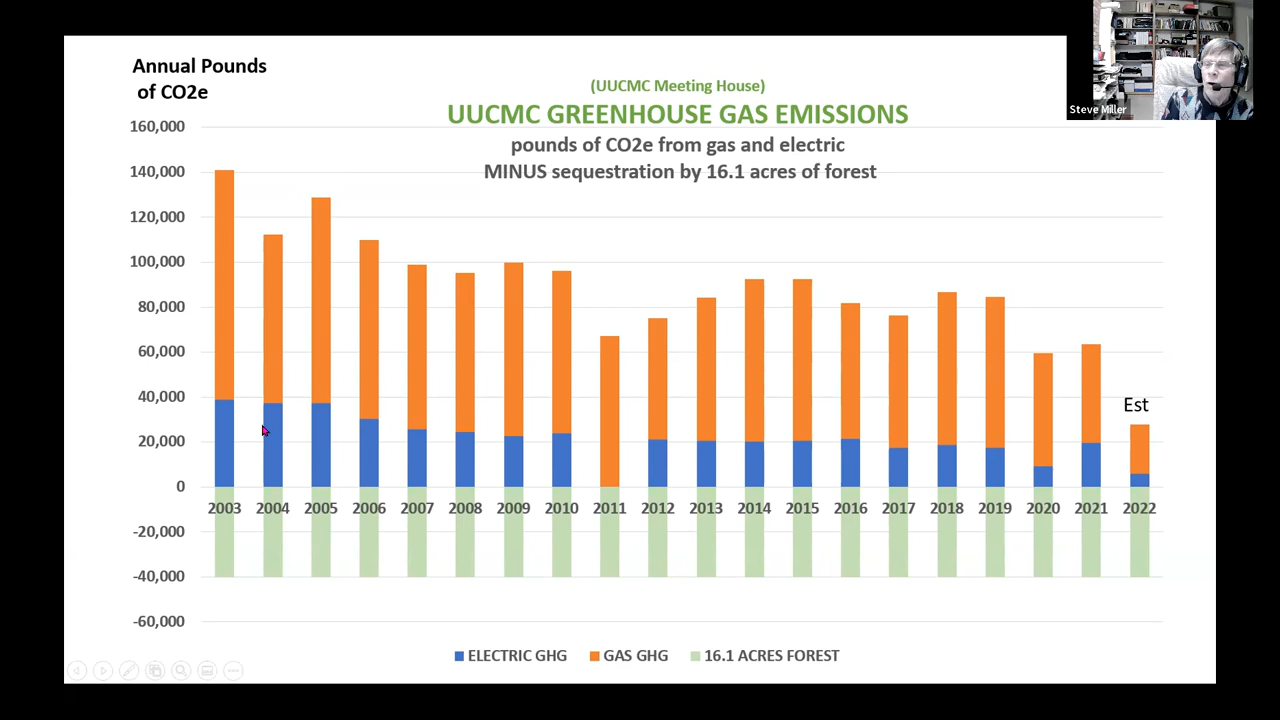 Annual Pounds
of CO2e
(UUCMC Meeting House)
UUCMC GREENHOUSE GAS EMISSIONS
pounds of CO2e from gas and electric
MINUS sequestration by 16.1 acres of forest
Steve Miller
160,000
140,000
120,000
100,000
80,000
60,000
40,000
20,000
0
-20,000
-40,000
-60,000
Est
2003 2004 2005 2006 2007 2008 2009 2010 2011 2012 2013 2014 2015 2016 2017 2018 2019 2020 2021 2022
ELECTRIC GHG GAS GHG 16.1 ACRES FOREST